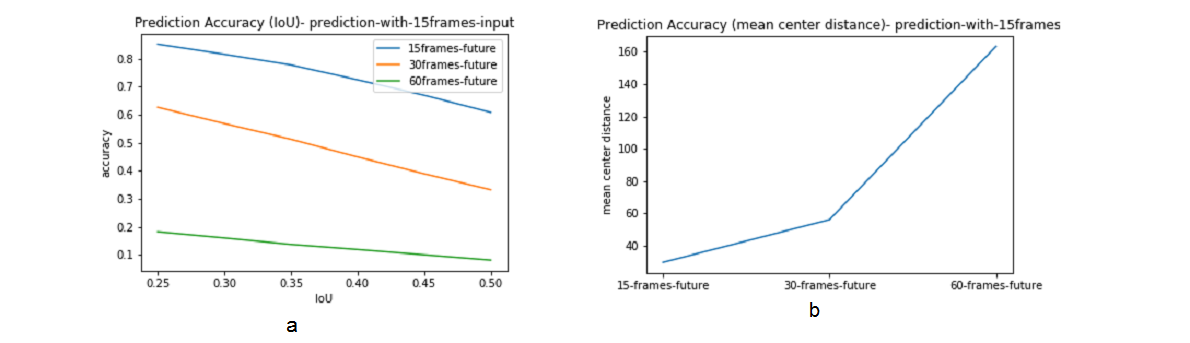 Prediction Accuracy (IoU)- prediction-with-15frames-input
15frames-future
30frames-future
60frames-future
accuracy
0.8
0.7
0.6
0.5
0.4
0.3
0.2
0.1
0.25 0.30 0.35 0.40 0.45 0.50
IoU
a
Prediction Accuracy (mean center distance)- prediction-with-15frames
mean center distance
160
140
120
100
80
60
40
15-frames-future 30-frames-future 60-frames-future
b